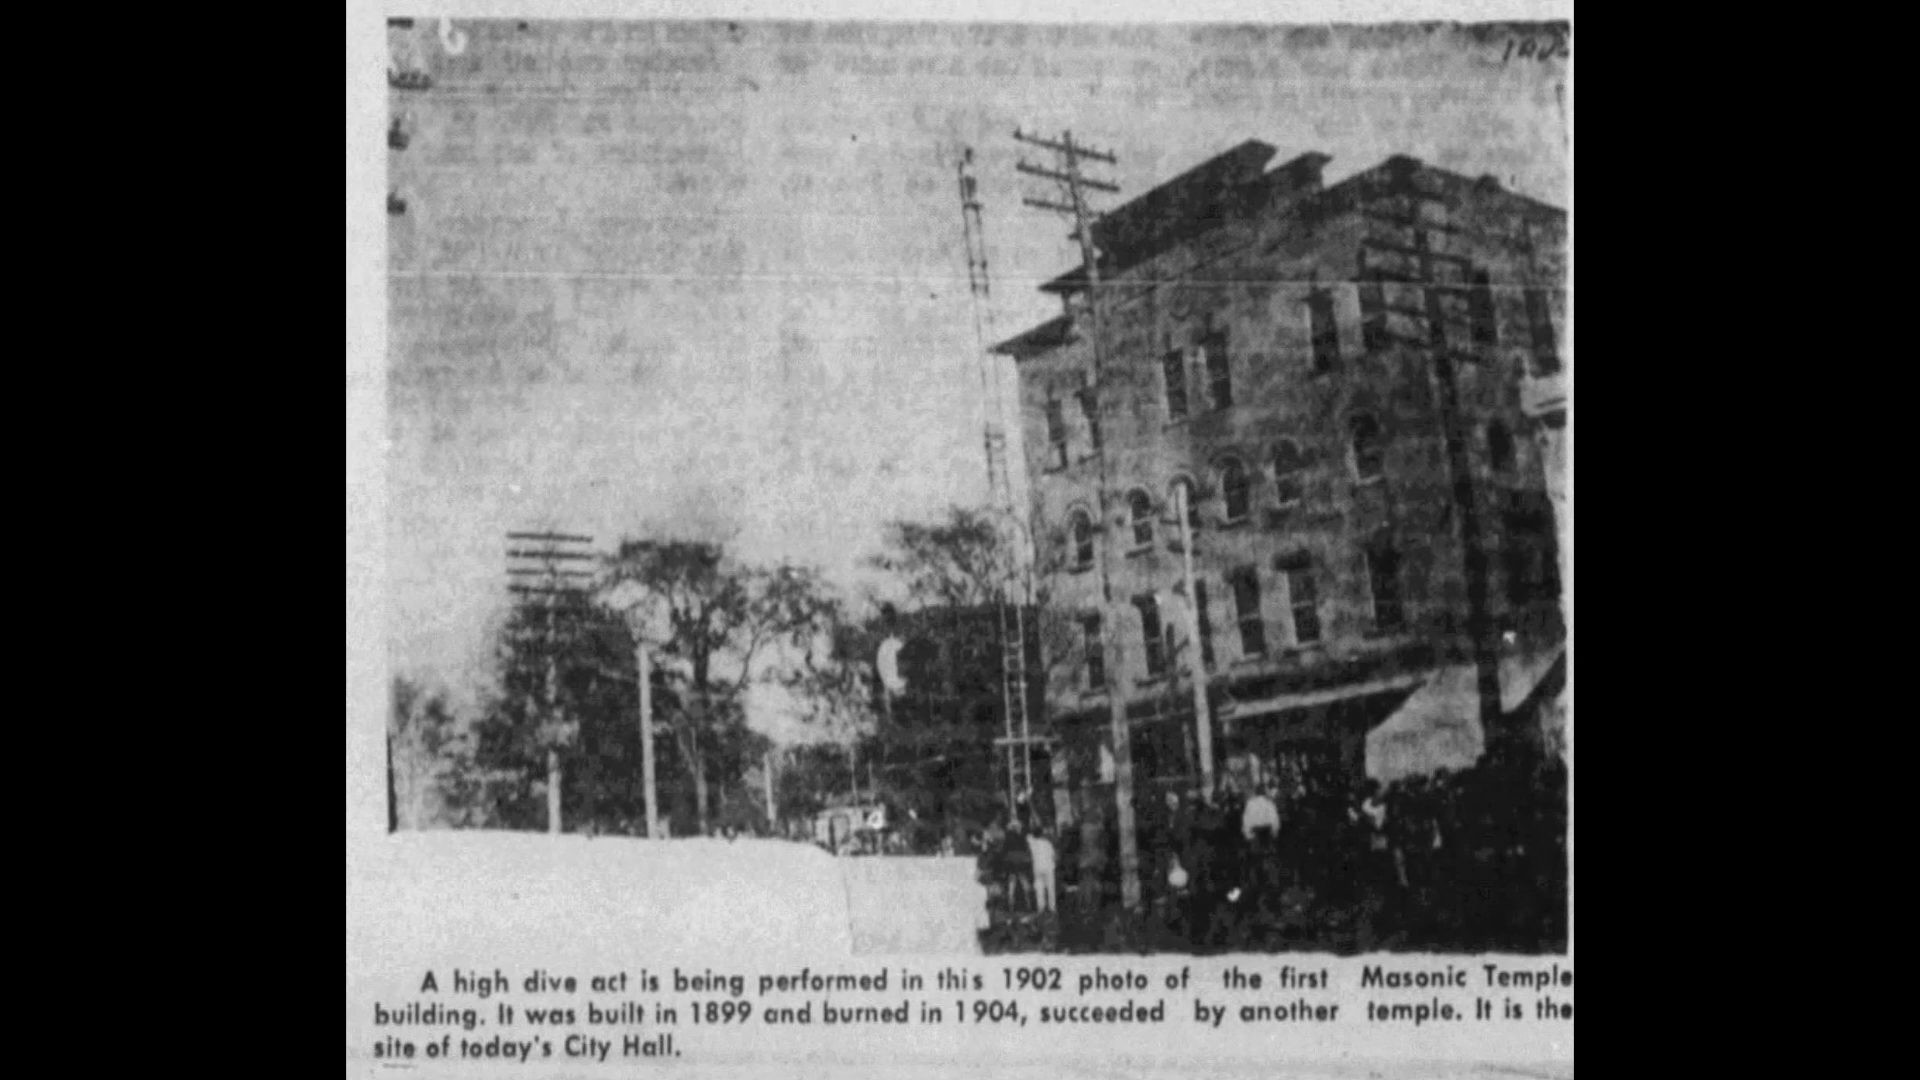 A high dive act is being performed in this 1902 photo of the first Masonic Temple
building. It was built in 1899 and burned in 1904, succeeded by another temple. It is the
site of today's City Hall.